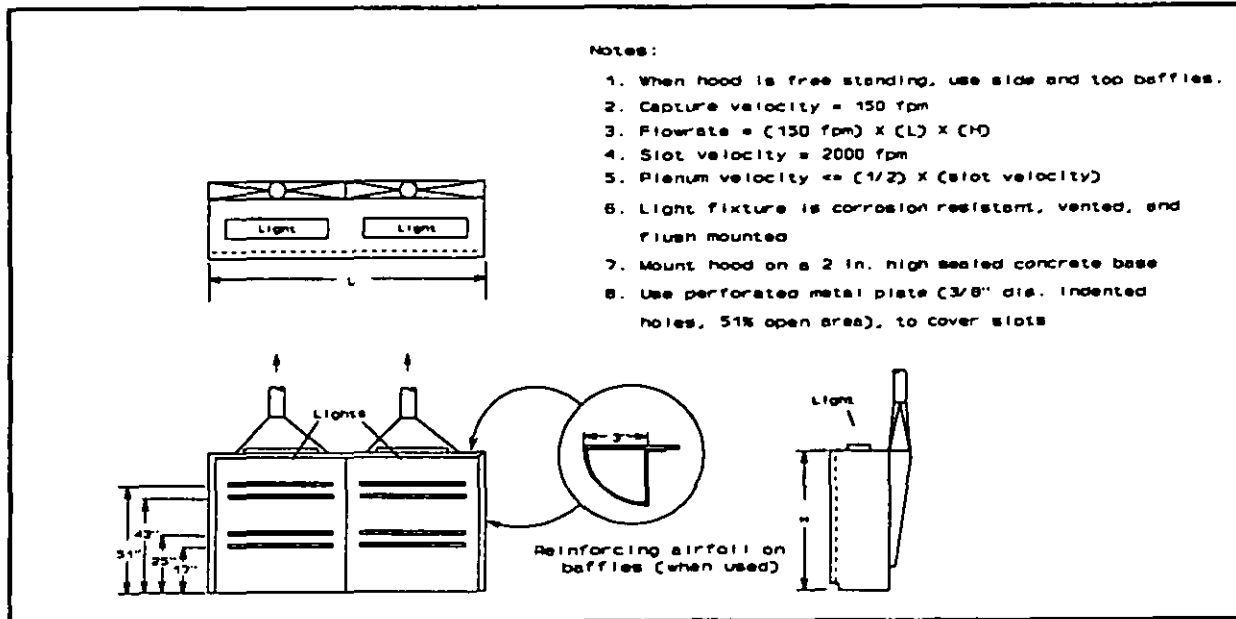 Notes:
1. When hood is free standing, use side and top baffles.
2. Capture velocity = 150 fpm
3. Flowrate = (150 fpm) X (L) X (H)
4. Slot velocity = 2000 fpm
5. Plenum velocity <= (1/2) X (slot velocity)
6. Light fixture is corrosion resistant, vented, and
flush mounted
7. Mount hood on a 2 in. high sealed concrete base
8. Use perforated metal plate (3/8" dia. indented
holes, 51% open area), to cover slots
Light
Light
L
Lights
3"
Light
H
51"
43"
25"
17"
Reinforcing airfoil on
baffles (when used)